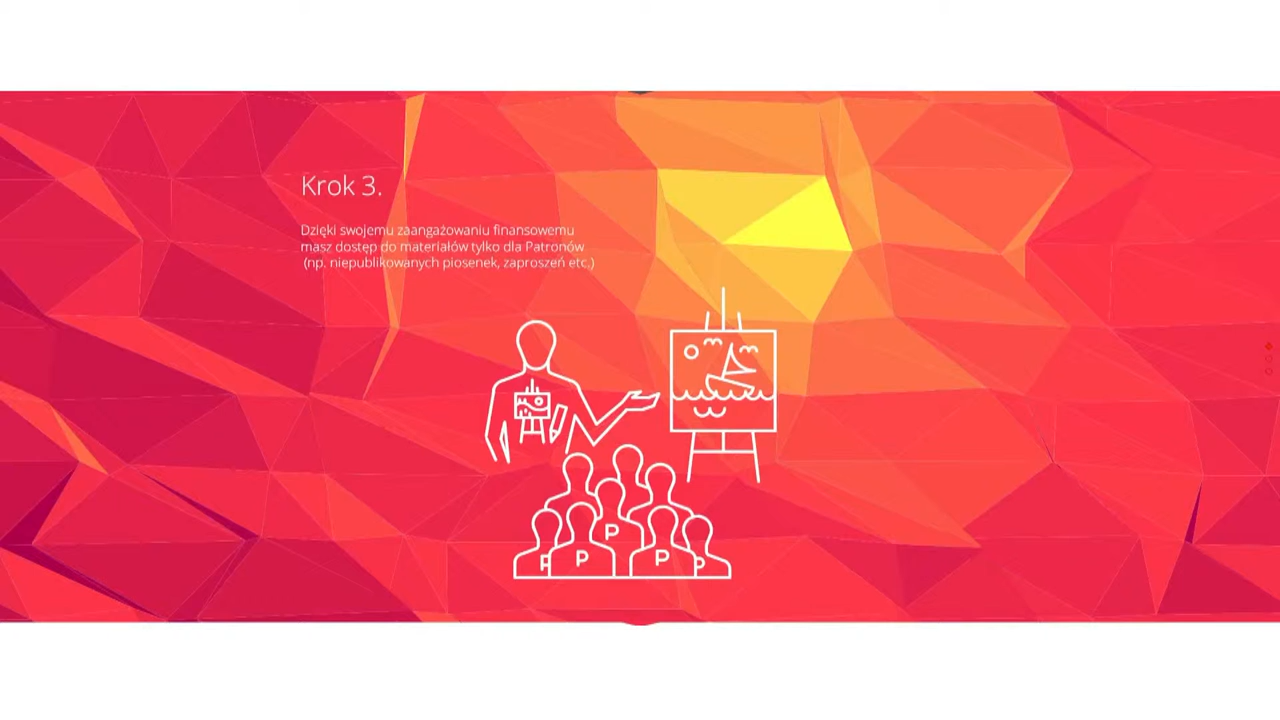 Krok 3.
Dzięki swojemu zaangażowaniu finansowemu
masz dostęp do materiałów tylko dla Patronów
(np. niepublikowanych piosenek, zaproszeń etc.)
P
P
P P P